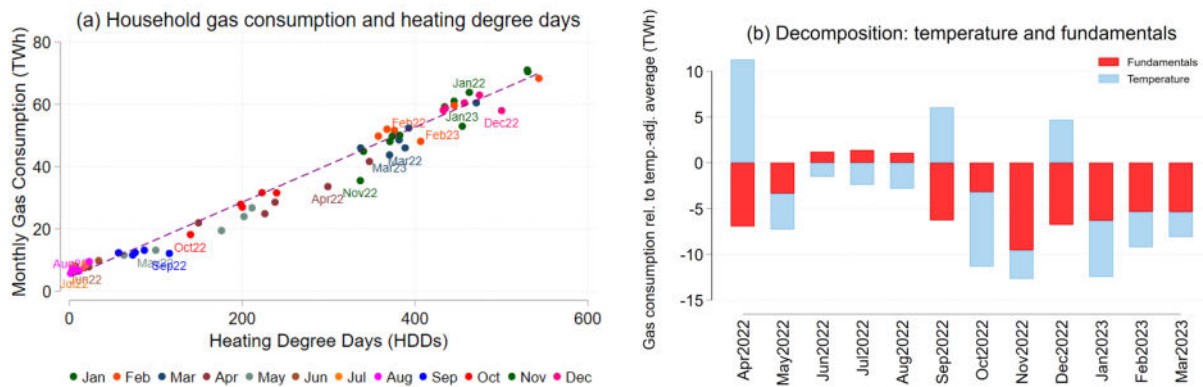 (a) Household gas consumption and heating degree days
Monthly Gas Consumption (TWh)
80
60
40
20
0
Jan22
Feb22
Jan23
Feb23
Dec22
Mar22
Mar23
Nov22
Apr22
Oct22
May22
Sep22
Jun22
Jul22
0
200
400
600
Heating Degree Days (HDDs)
Jan Feb Mar Apr May Jun Jul Aug Sep Oct Nov Dec
(b) Decomposition: temperature and fundamentals
Fundamentals
Temperature
Gas consumption rel. to temp.-adj. average (TWh)
10
5
0
-5
-10
-15
Apr2022
May2022
Jun2022
Jul2022
Aug2022
Sep2022
Oct2022
Nov2022
Dec2022
Jan2023
Feb2023
Mar2023